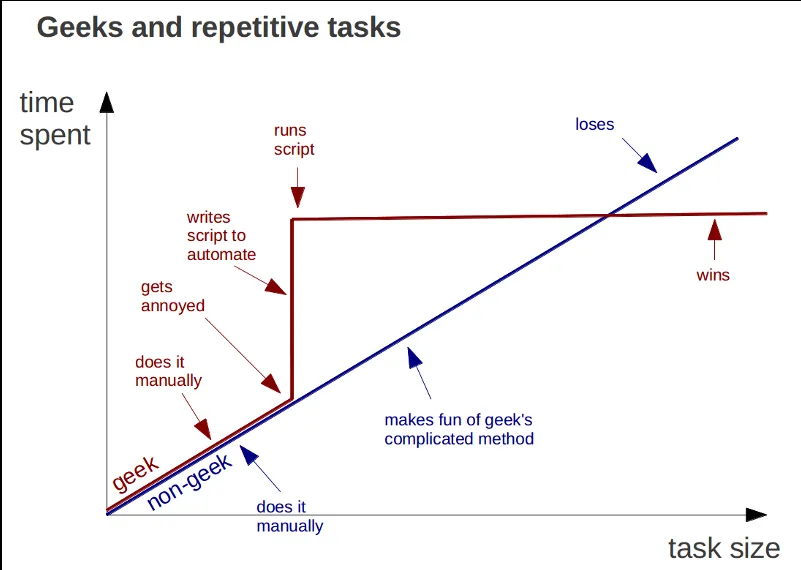 Geeks and repetitive tasks
time
spent
runs
script
loses
writes
script to
automate
gets
annoyed
wins
does it
manually
makes fun of geek's
complicated method
geek
non-geek
does it
manually
task size